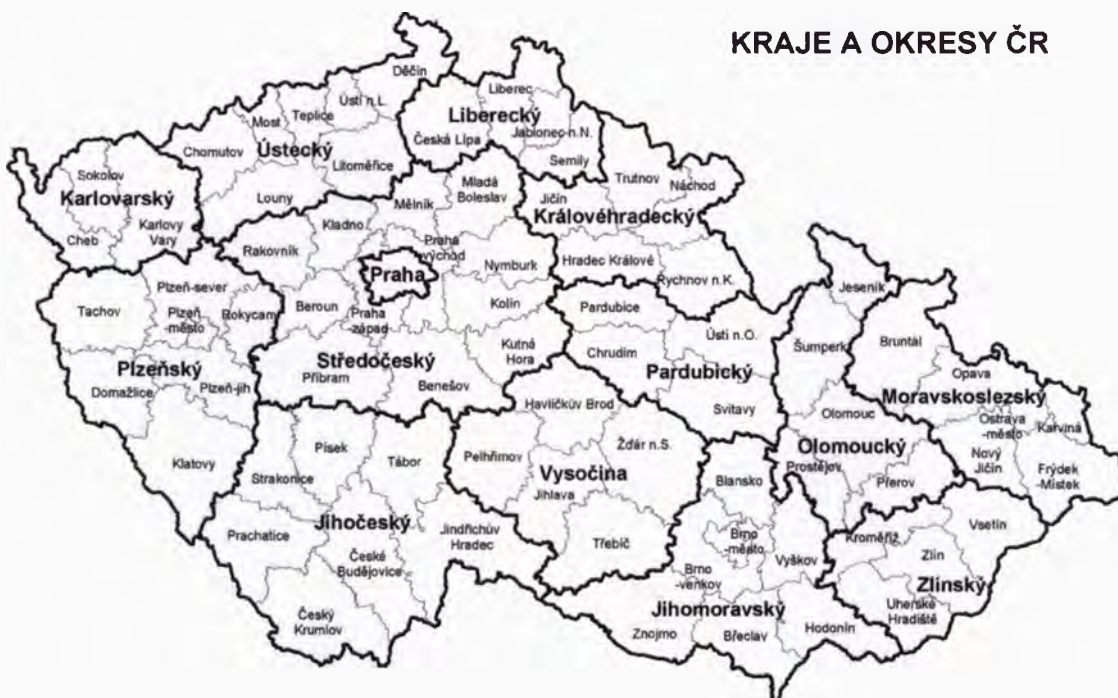 KRAJE A OKRESY ČR
Děčín
Liberec
Ústí n.L.
Teplice
Most
Liberecký
Chomutov
Ústecký
Česká Lípa
Jablonec n.N.
Litoměřice
Semily
Sokolov
Karlovarský
Louny
Mladá
Boleslav
Mělník
Jičín
Trutnov
Náchod
Královéhradecký
Karlovy
Vary
Cheb
Kladno
Rakovník
Praha
východ
Nymburk
Hradec Králové
Rychnov n.K.
Praha
Plzeň-sever
Tachov
Plzeň
-město
Rokycany
Beroun
Praha
-západ
Kolín
Pardubice
Jeseník
Ústí n.O.
Šumperk
Bruntál
Kutná
Hora
Chrudim
Středočeský
Plzeňský
Pardubický
Domažlice
Plzeň-jih
Příbram
Benešov
Opava
Moravskoslezský
Svitavy
Havlíčkův Brod
Olomouc
Ostrava
-město
Karviná
Klatovy
Písek
Tábor
Strakonice
Pelhřimov
Žďár n.S.
Vysočina
Olomoucký
Prostějov
Přerov
Nový
Jičín
Frýdek
-Místek
Jihlava
Blansko
Prachatice
Jihočeský
Jindřichův
Hradec
České
Budějovice
Třebíč
Brno
-město
Brno
-venkov
Vyškov
Kroměříž
Vsetín
Zlín
Zlínský
Český
Krumlov
Jihomoravský
Znojmo
Břeclav
Hodonín
Uherské
Hradiště